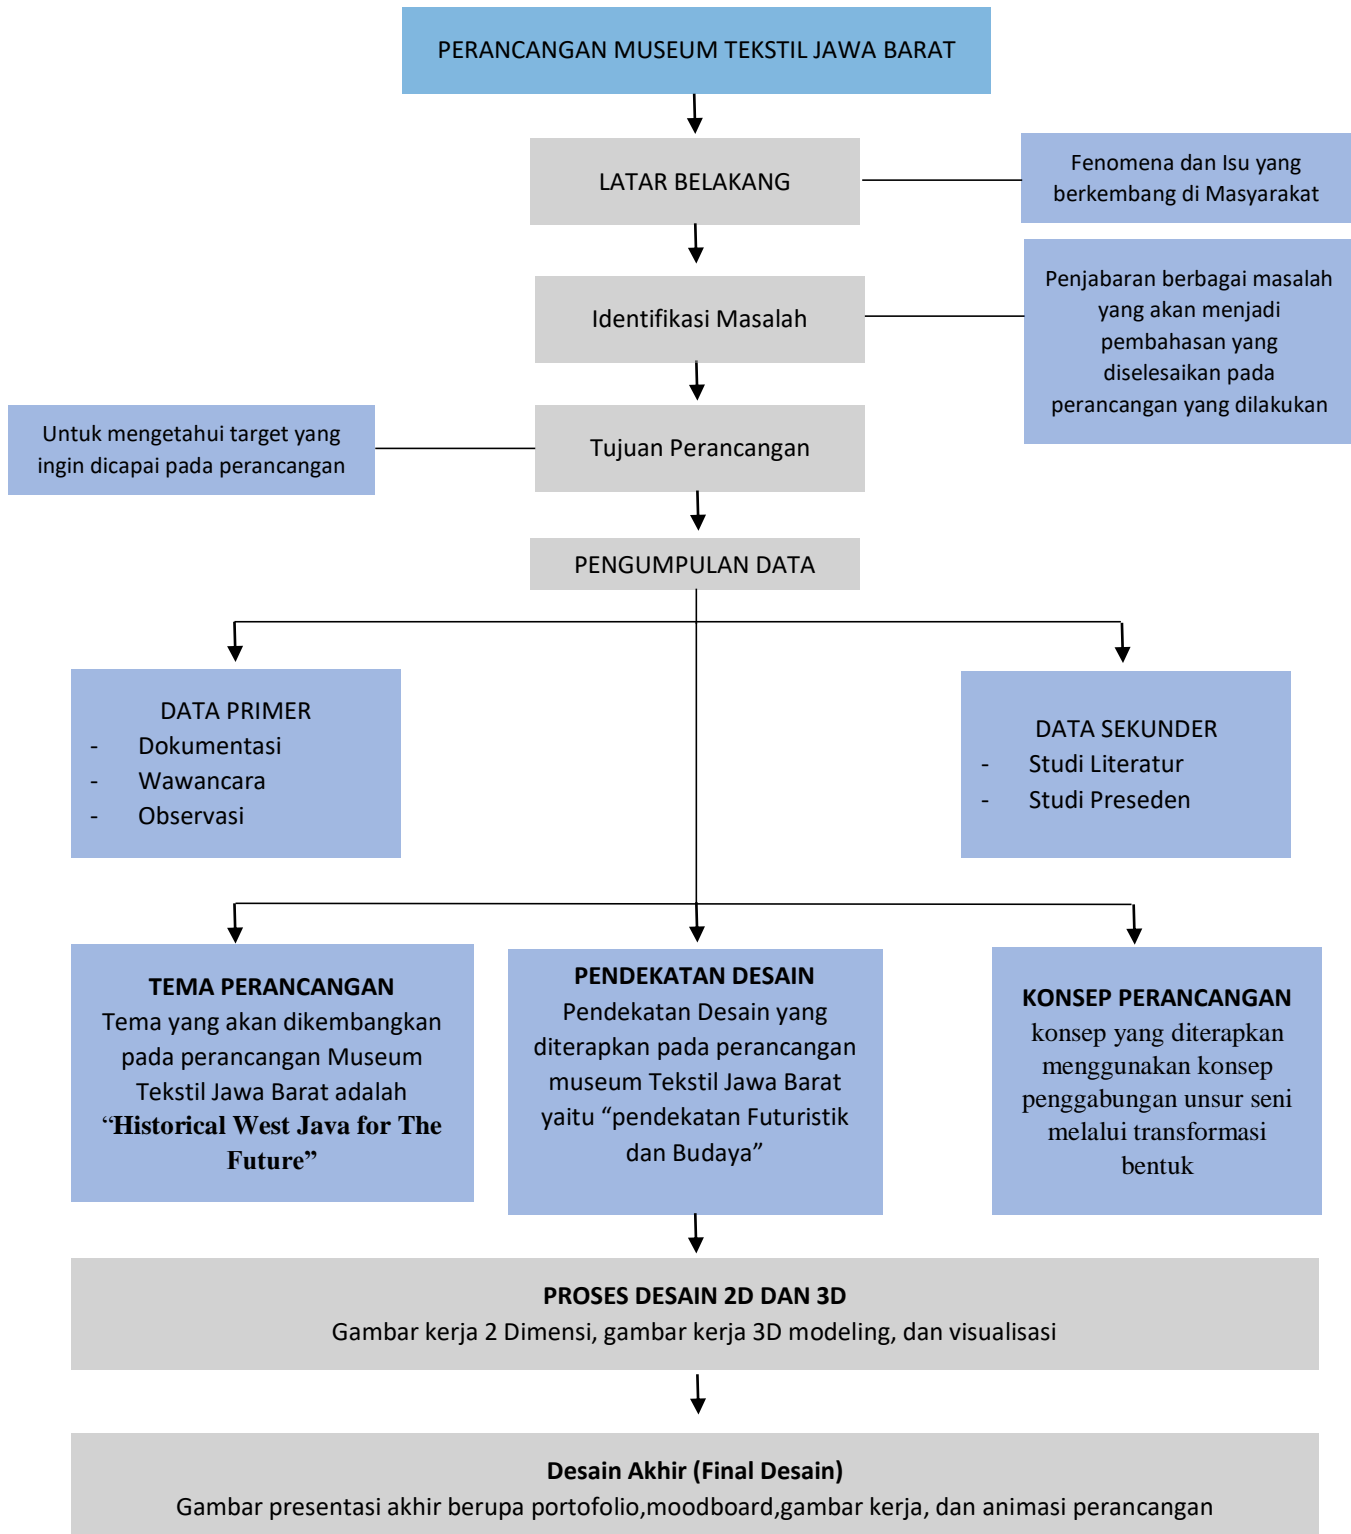 PERANCANGAN MUSEUM TEKSTIL JAWA BARAT
LATAR BELAKANG
Fenomena dan Isu yang
berkembang di Masyarakat
Identifikasi Masalah
Penjabaran berbagai masalah
yang akan menjadi
pembahasan yang
diselesaikan pada
perancangan yang dilakukan
Untuk mengetahui target yang
ingin dicapai pada perancangan
Tujuan Perancangan
PENGUMPULAN DATA
DATA PRIMER
- Dokumentasi
- Wawancara
- Observasi
DATA SEKUNDER
- Studi Literatur
- Studi Preseden
TEMA PERANCANGAN
Tema yang akan dikembangkan
pada perancangan Museum
Tekstil Jawa Barat adalah
“Historical West Java for The
Future”
PENDEKATAN DESAIN
Pendekatan Desain yang
diterapkan pada perancangan
museum Tekstil Jawa Barat
yaitu “pendekatan Futuristik
dan Budaya”
KONSEP PERANCANGAN
konsep yang diterapkan
menggunakan konsep
penggabungan unsur seni
melalui transformasi
bentuk
PROSES DESAIN 2D DAN 3D
Gambar kerja 2 Dimensi, gambar kerja 3D modeling, dan visualisasi
Desain Akhir (Final Desain)
Gambar presentasi akhir berupa portofolio,moodboard,gambar kerja, dan animasi perancangan